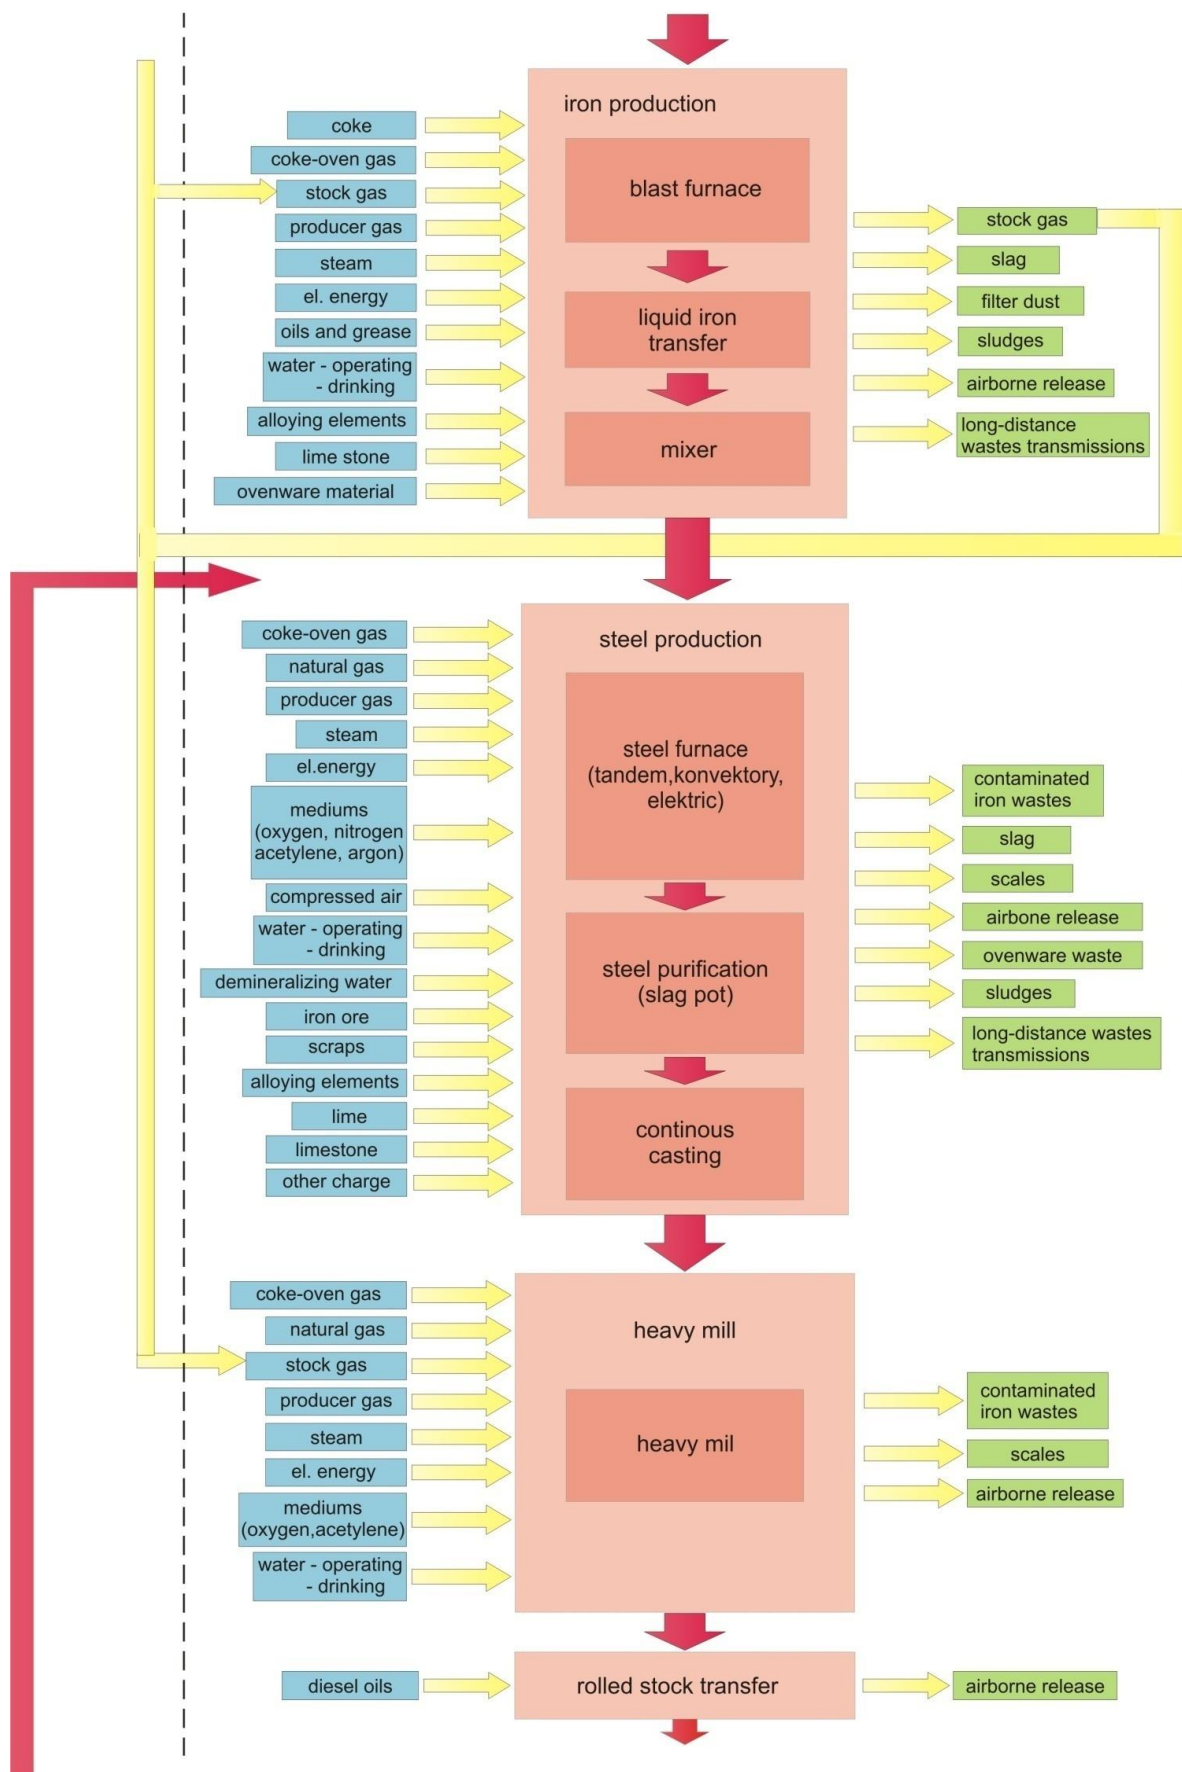 iron production
coke
coke-oven gas
stock gas
producer gas
steam
el. energy
oils and grease
water - operating
- drinking
alloying elements
lime stone
ovenware material
blast furnace
liquid iron
transfer
mixer
stock gas
slag
filter dust
sludges
airborne release
long-distance
wastes transmissions
steel production
coke-oven gas
natural gas
producer gas
steam
el.energy
mediums
(oxygen, nitrogen
acetylene, argon)
compressed air
water - operating
- drinking
demineralizing water
iron ore
scraps
alloying elements
lime
limestone
other charge
steel furnace
(tandem,konvektory,
elektric)
steel purification
(slag pot)
continous
casting
contaminated
iron wastes
slag
scales
airbone release
ovenware waste
sludges
long-distance wastes
transmissions
heavy mill
coke-oven gas
natural gas
stock gas
producer gas
steam
el. energy
mediums
(oxygen,acetylene)
water - operating
- drinking
heavy mil
contaminated
iron wastes
scales
airborne release
diesel oils
rolled stock transfer
airborne release